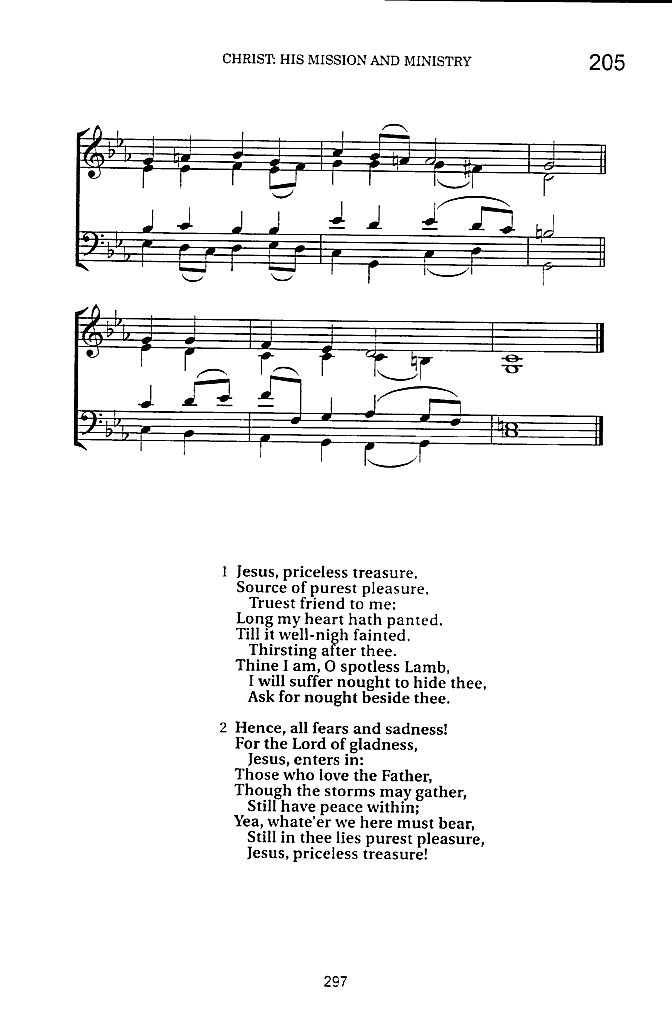 CHRIST: HIS MISSION AND MINISTRY 205
1 Jesus, priceless treasure,
Source of purest pleasure,
Truest friend to me:
Long my heart hath panted,
Till it well-nigh fainted,
Thirsting after thee.
Thine I am, O spotless Lamb,
I will suffer nought to hide thee,
Ask for nought beside thee.
2 Hence, all fears and sadness!
For the Lord of gladness,
Jesus, enters in:
Those who love the Father,
Though the storms may gather,
Still have peace within;
Yea, whate'er we here must bear,
Still in thee lies purest pleasure,
Jesus, priceless treasure!
297